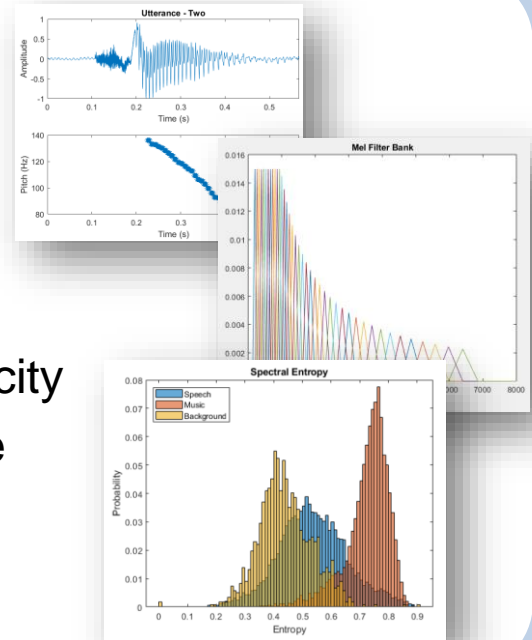 Utterance - Two
1
0.5
0
-0.5
-1
Amplitude
0 0.1 0.2 0.3 0.4 0.5
Time (s)
140
120
100
80
Pitch (Hz)
0 0.1 0.2 0.3
Time (s)
Mel Filter Bank
0.016
0.014
0.012
0.01
0.008
0.006
0.004
0.002
7000 8000
city
e
Spectral Entropy
Speech
Music
Background
0.08
0.07
0.06
0.05
0.04
0.03
0.02
0.01
0
Probability
0 0.1 0.2 0.3 0.4 0.5 0.6 0.7 0.8 0.9
Entropy